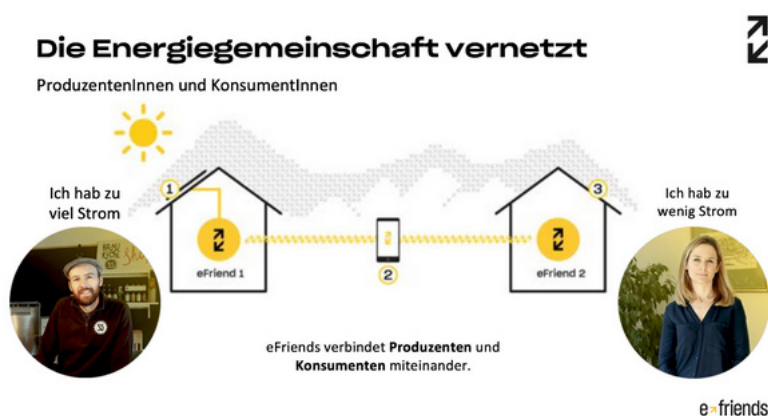 Die Energiegemeinschaft vernetzt
ProduzentenInnen und KonsumentInnen
Ich hab zu
viel Strom
1
eFriend 1
2
3
eFriend 2
Ich hab zu
wenig Strom
eFriends verbindet Produzenten und
Konsumenten miteinander.
e friends